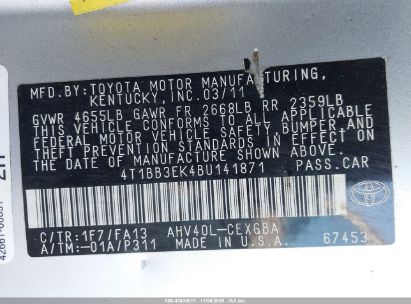 MFD.BY:TOYOTA MOTOR MANUFACTURING,
KENTUCKY, INC. 03/11
GVWR 4655LB GAWR FR 2668LB RR 2359LB
THIS VEHICLE CONFORMS TO ALL APPLICABLE
FEDERAL MOTOR VEHICLE SAFETY, BUMPER AND
THEFT PREVENTION STANDARDS IN EFFECT ON
THE DATE OF MANUFACTURE SHOWN ABOVE.
4T1BB3EK4BU141871 PASS.CAR
C/TR:1F7/FA13 AHV40L-CEXGBA
A/TM:-01A/P311 MADE IN U.S.A. 67453
TOYOTA